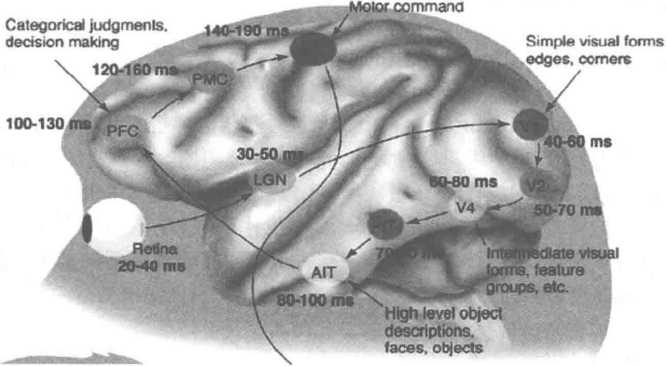 Motor command
Categorical judgments,
decision making
140-190 ms
Simple visual forms
edges, corners
120-160 ms
PMC
100-130 ms
PFC
40-60 ms
30-50 ms
LGN
60-80 ms
V2
V4
50-70 ms
Retina
20-40 ms
AIT
80-100 ms
Intermediate visual
forms, feature
groups, etc.
High level object
descriptions,
faces, objects